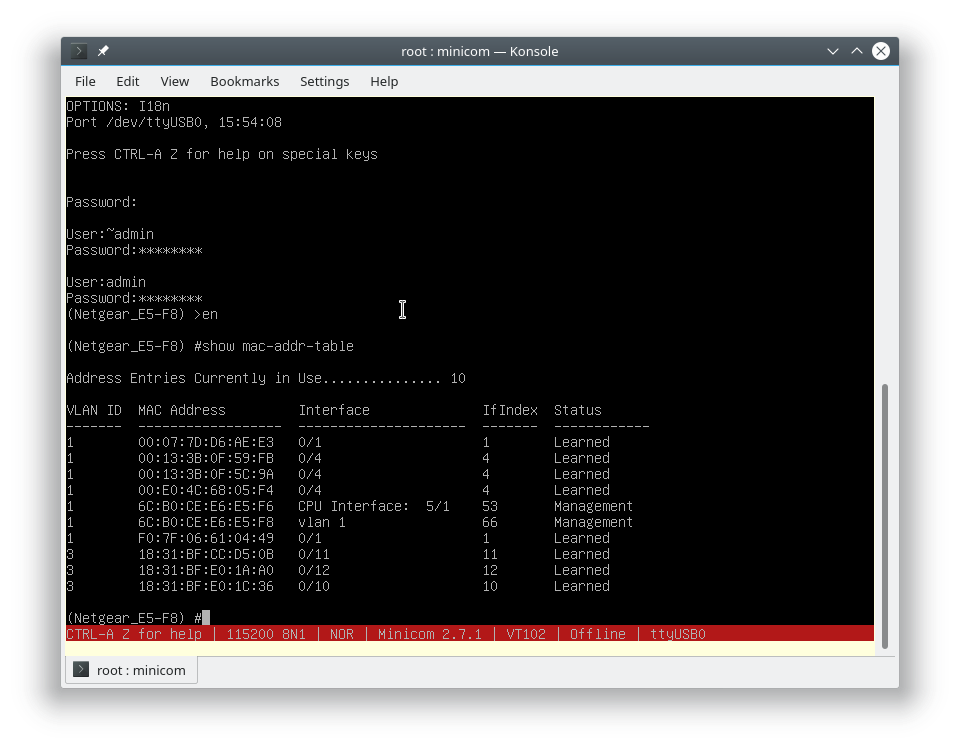 root : minicom — Konsole
File Edit View Bookmarks Settings Help
OPTIONS: I18n
Port /dev/ttyUSB0, 15:54:08
Press CTRL-A Z for help on special keys
Password:
User:~admin
Password:********
User:admin
Password:********
(Netgear_E5-F8) >en
(Netgear_E5-F8) #show mac-addr-table
Address Entries Currently in Use............... 10
VLAN ID  MAC Address         Interface              IfIndex  Status
-------  ------------------  ---------------------  -------  ------------
1        00:07:7D:D6:AE:E3   0/1                    1        Learned
1        00:13:3B:0F:59:FB   0/4                    4        Learned
1        00:13:3B:0F:5C:9A   0/4                    4        Learned
1        00:E0:4C:68:05:F4   0/4                    4        Learned
1        6C:B0:CE:E6:E5:F6   CPU Interface:  5/1    53       Management
1        6C:B0:CE:E6:E5:F8   vlan 1                 66       Management
1        F0:7F:06:61:04:49   0/1                    1        Learned
3        18:31:BF:CC:D5:0B   0/11                   11       Learned
3        18:31:BF:E0:1A:A0   0/12                   12       Learned
3        18:31:BF:E0:1C:36   0/10                   10       Learned
(Netgear_E5-F8) #
CTRL-A Z for help | 115200 8N1 | NOR | Minicom 2.7.1 | VT102 | Offline | ttyUSB0
root : minicom